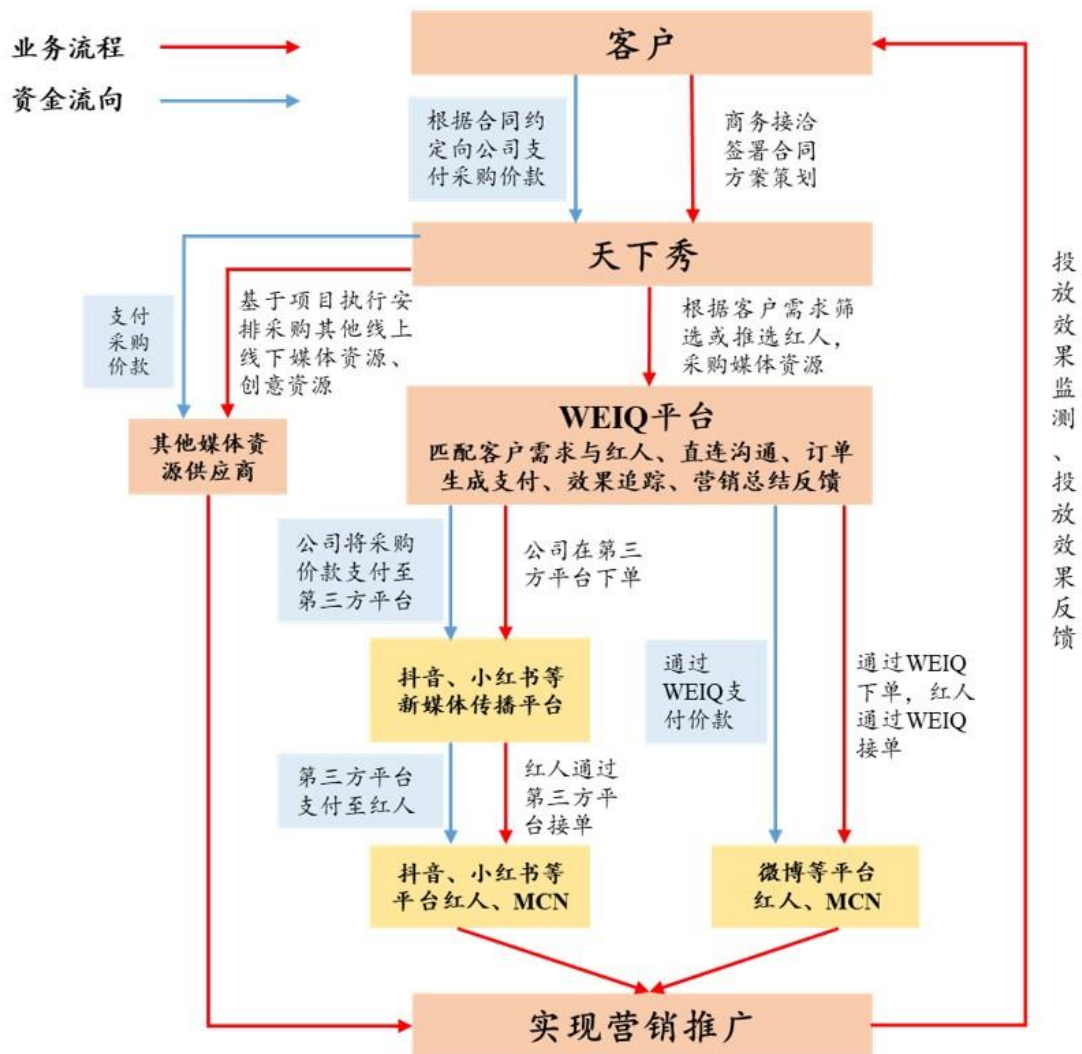 业务流程
资金流向
客户
根据合同约
定向公司支
付采购价款
商务接洽
签署合同
方案策划
天下秀
支付
采购
价款
基于项目执行安
排采购其他线上
线下媒体资源、
创意资源
根据客户需求筛
选或推选红人，
采购媒体资源
其他媒体资
源供应商
WEIQ平台
匹配客户需求与红人、直连沟通、订单
生成支付、效果追踪、营销总结反馈
公司将采购
价款支付至
第三方平台
公司在第三
方平台下单
抖音、小红书等
新媒体传播平台
通过
WEIQ支
付价款
通过WEIQ
下单，红人
通过WEIQ
接单
第三方平台
支付至红人
红人通过
第三方平
台接单
抖音、小红书等
平台红人、MCN
微博等平台
红人、MCN
实现营销推广
投放效果监测、投放效果反馈